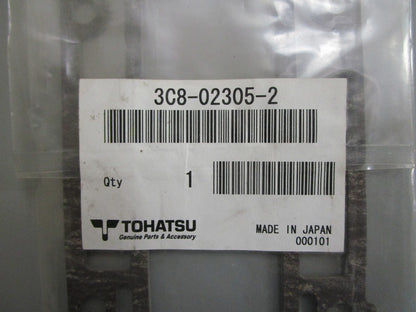 3C8-02305-2
Qty 1
TOHATSU
Genuine Parts & Accessory
MADE IN JAPAN
000101